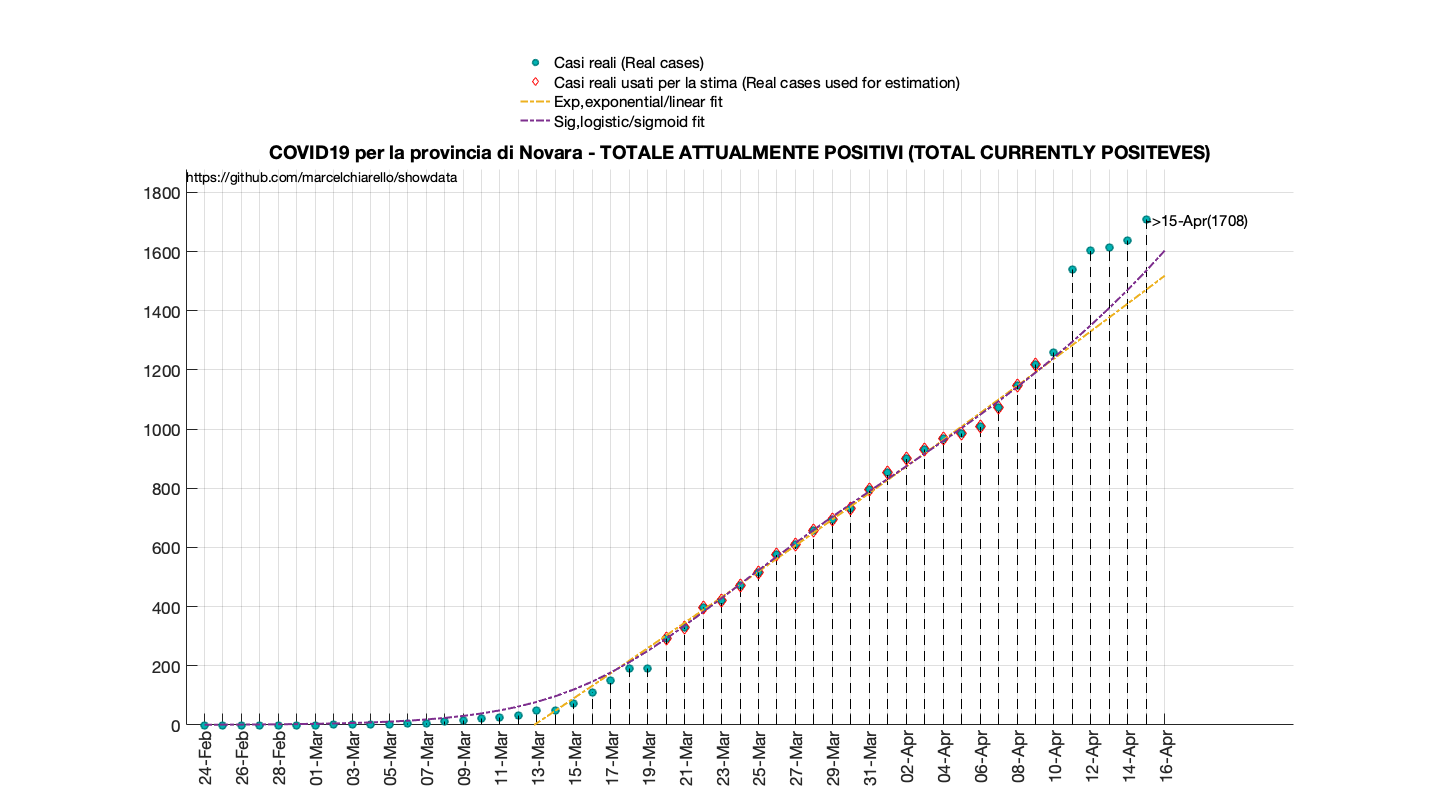 Casi reali (Real cases)
Casi reali usati per la stima (Real cases used for estimation)
Exp,exponential/linear fit
Sig,logistic/sigmoid fit
COVID19 per la provincia di Novara - TOTALE ATTUALMENTE POSITIVI (TOTAL CURRENTLY POSITEVES)
https://github.com/marcelchiarello/showdata
1800
->15-Apr(1708)
1600
1400
1200
1000
800
600
400
200
0
24-Feb
26-Feb
28-Feb
01-Mar
03-Mar
05-Mar
07-Mar
09-Mar
11-Mar
13-Mar
15-Mar
17-Mar
19-Mar
21-Mar
23-Mar
25-Mar
27-Mar
29-Mar
31-Mar
02-Apr
04-Apr
06-Apr
08-Apr
10-Apr
12-Apr
14-Apr
16-Apr